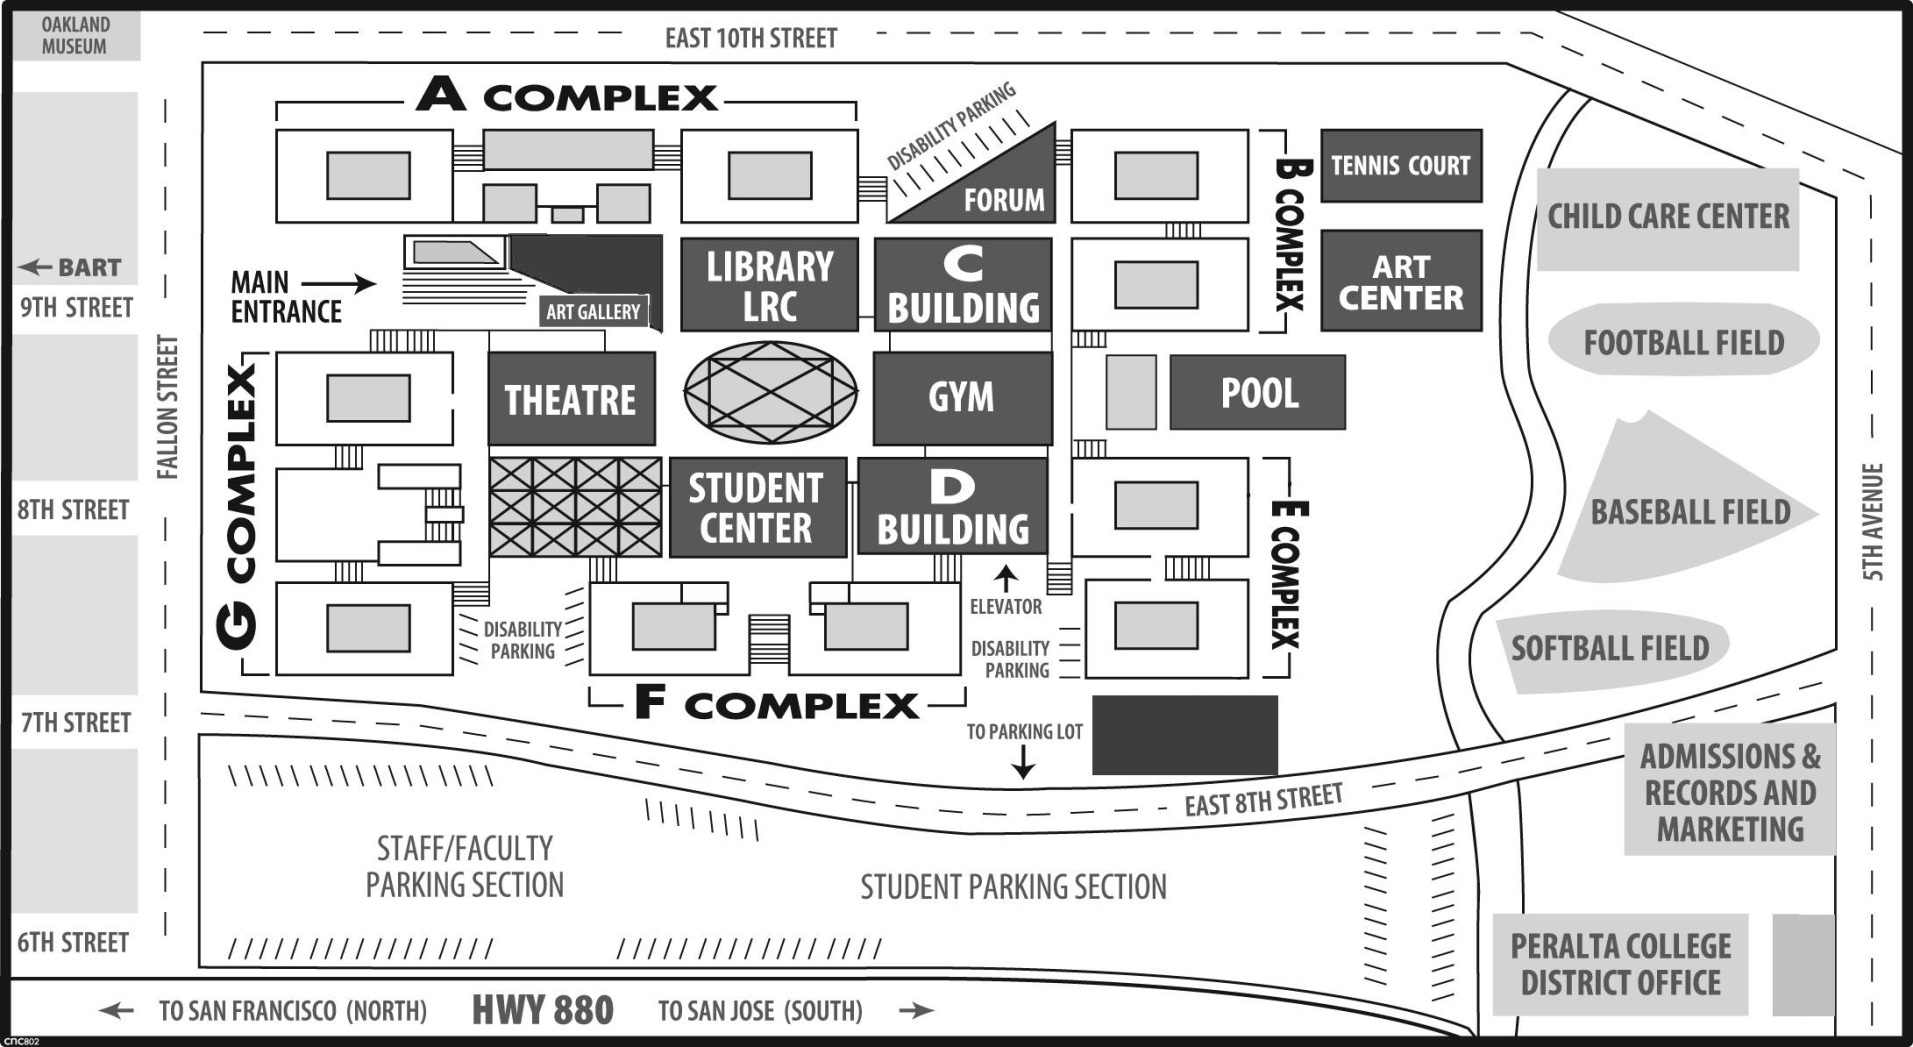 OAKLAND
MUSEUM
EAST 10TH STREET
A COMPLEX
DISABILITY PARKING
FORUM
B COMPLEX
TENNIS COURT
CHILD CARE CENTER
BART
9TH STREET
MAIN
ENTRANCE
ART GALLERY
LIBRARY
LRC
C
BUILDING
ART
CENTER
FOOTBALL FIELD
FALLON STREET
G COMPLEX
THEATRE
GYM
POOL
8TH STREET
STUDENT
CENTER
D
BUILDING
E COMPLEX
BASEBALL FIELD
5TH AVENUE
ELEVATOR
DISABILITY
PARKING
DISABILITY
PARKING
SOFTBALL FIELD
F COMPLEX
7TH STREET
TO PARKING LOT
EAST 8TH STREET
ADMISSIONS &
RECORDS AND
MARKETING
STAFF/FACULTY
PARKING SECTION
STUDENT PARKING SECTION
6TH STREET
PERALTA COLLEGE
DISTRICT OFFICE
TO SAN FRANCISCO (NORTH) HWY 880 TO SAN JOSE (SOUTH)
CNC802